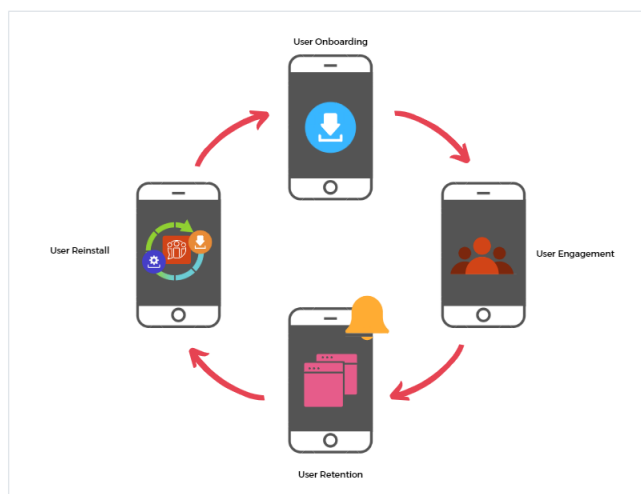 User Onboarding
User Reinstall
User Engagement
User Retention